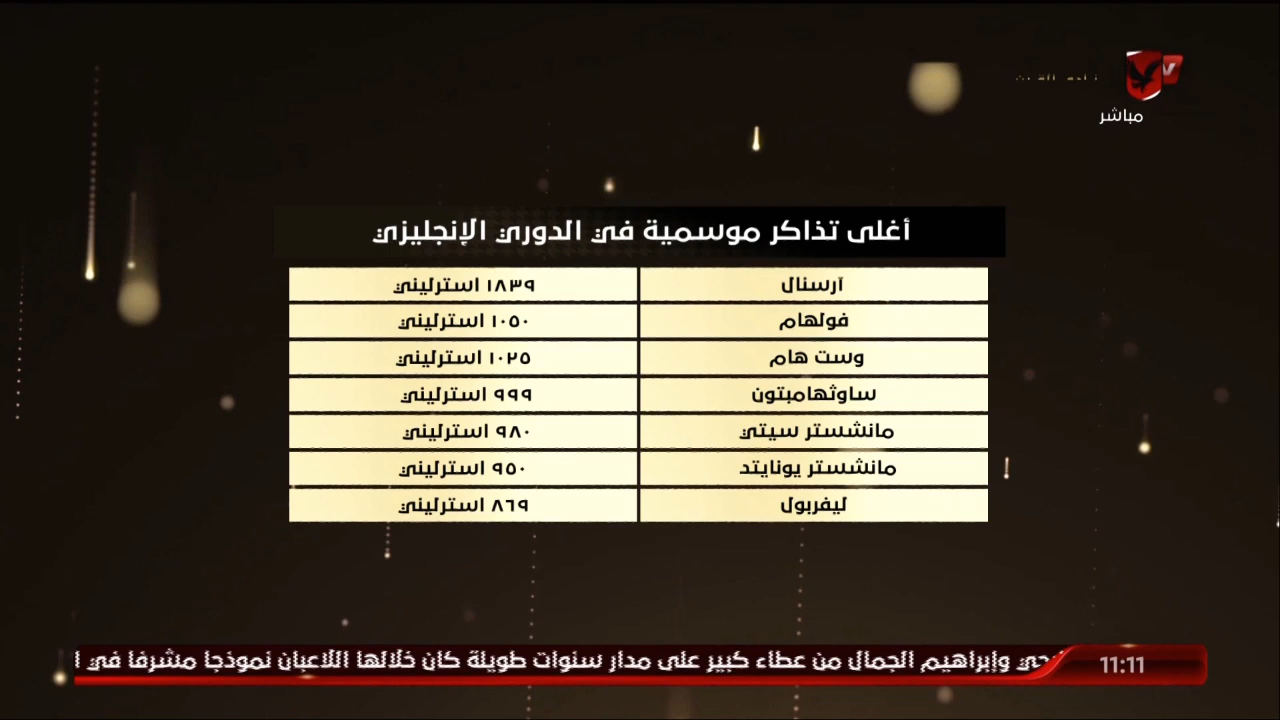 مباشر
أغلى تذاكر موسمية في الدوري الإنجليزي
آرسنال ١٨٣٩ استرليني
فولهام ١٠٥٠ استرليني
وست هام ١٠٢٥ استرليني
ساوثهامبتون ٩٩٩ استرليني
مانشستر سيتي ٩٨٠ استرليني
مانشستر يونايتد ٩٥٠ استرليني
ليفربول ٨٦٩ استرليني
11:11 وإبراهيم الجمال من عطاء كبير على مدار سنوات طويلة كان خلالها اللاعبان نموذجا مشرفا في